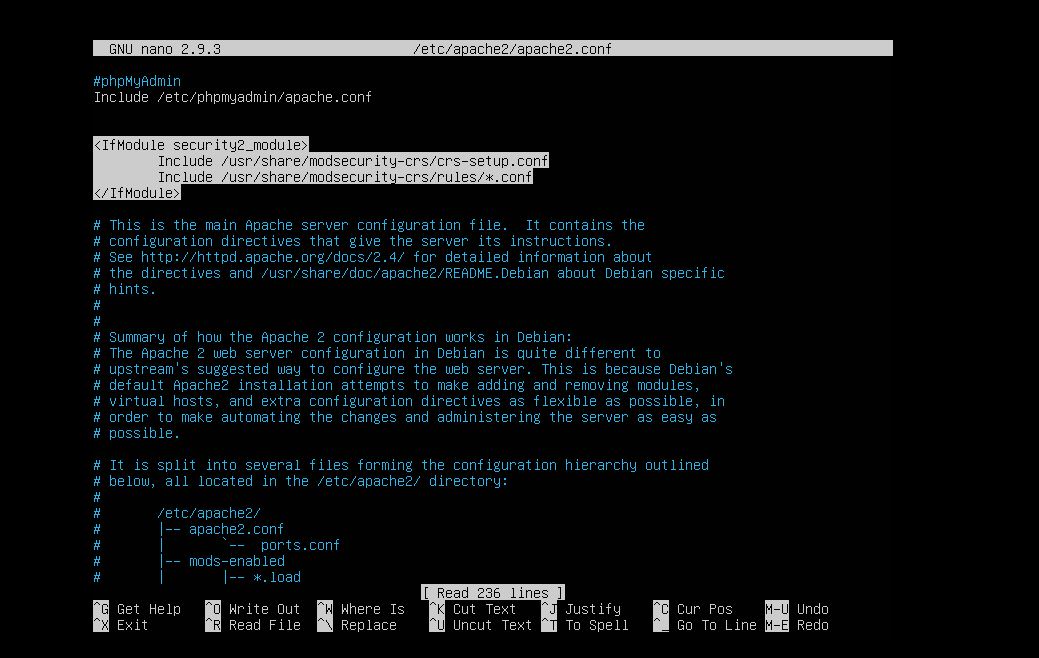 GNU nano 2.9.3                        /etc/apache2/apache2.conf
#phpMyAdmin
Include /etc/phpmyadmin/apache.conf
<IfModule security2_module>
        Include /usr/share/modsecurity-crs/crs-setup.conf
        Include /usr/share/modsecurity-crs/rules/*.conf
</IfModule>
# This is the main Apache server configuration file.  It contains the
# configuration directives that give the server its instructions.
# See http://httpd.apache.org/docs/2.4/ for detailed information about
# the directives and /usr/share/doc/apache2/README.Debian about Debian specific
# hints.
#
#
# Summary of how the Apache 2 configuration works in Debian:
# The Apache 2 web server configuration in Debian is quite different to
# upstream's suggested way to configure the web server. This is because Debian's
# default Apache2 installation attempts to make adding and removing modules,
# virtual hosts, and extra configuration directives as flexible as possible, in
# order to make automating the changes and administering the server as easy as
# possible.
# It is split into several files forming the configuration hierarchy outlined
# below, all located in the /etc/apache2/ directory:
#
#       /etc/apache2/
#       |-- apache2.conf
#       |       `--  ports.conf
#       |-- mods-enabled
#       |       |-- *.load
[ Read 236 lines ]
^G Get Help   ^O Write Out  ^W Where Is   ^K Cut Text   ^J Justify    ^C Cur Pos    M-U Undo
^X Exit       ^R Read File  ^\ Replace    ^U Uncut Text ^T To Spell   ^_ Go To Line M-E Redo